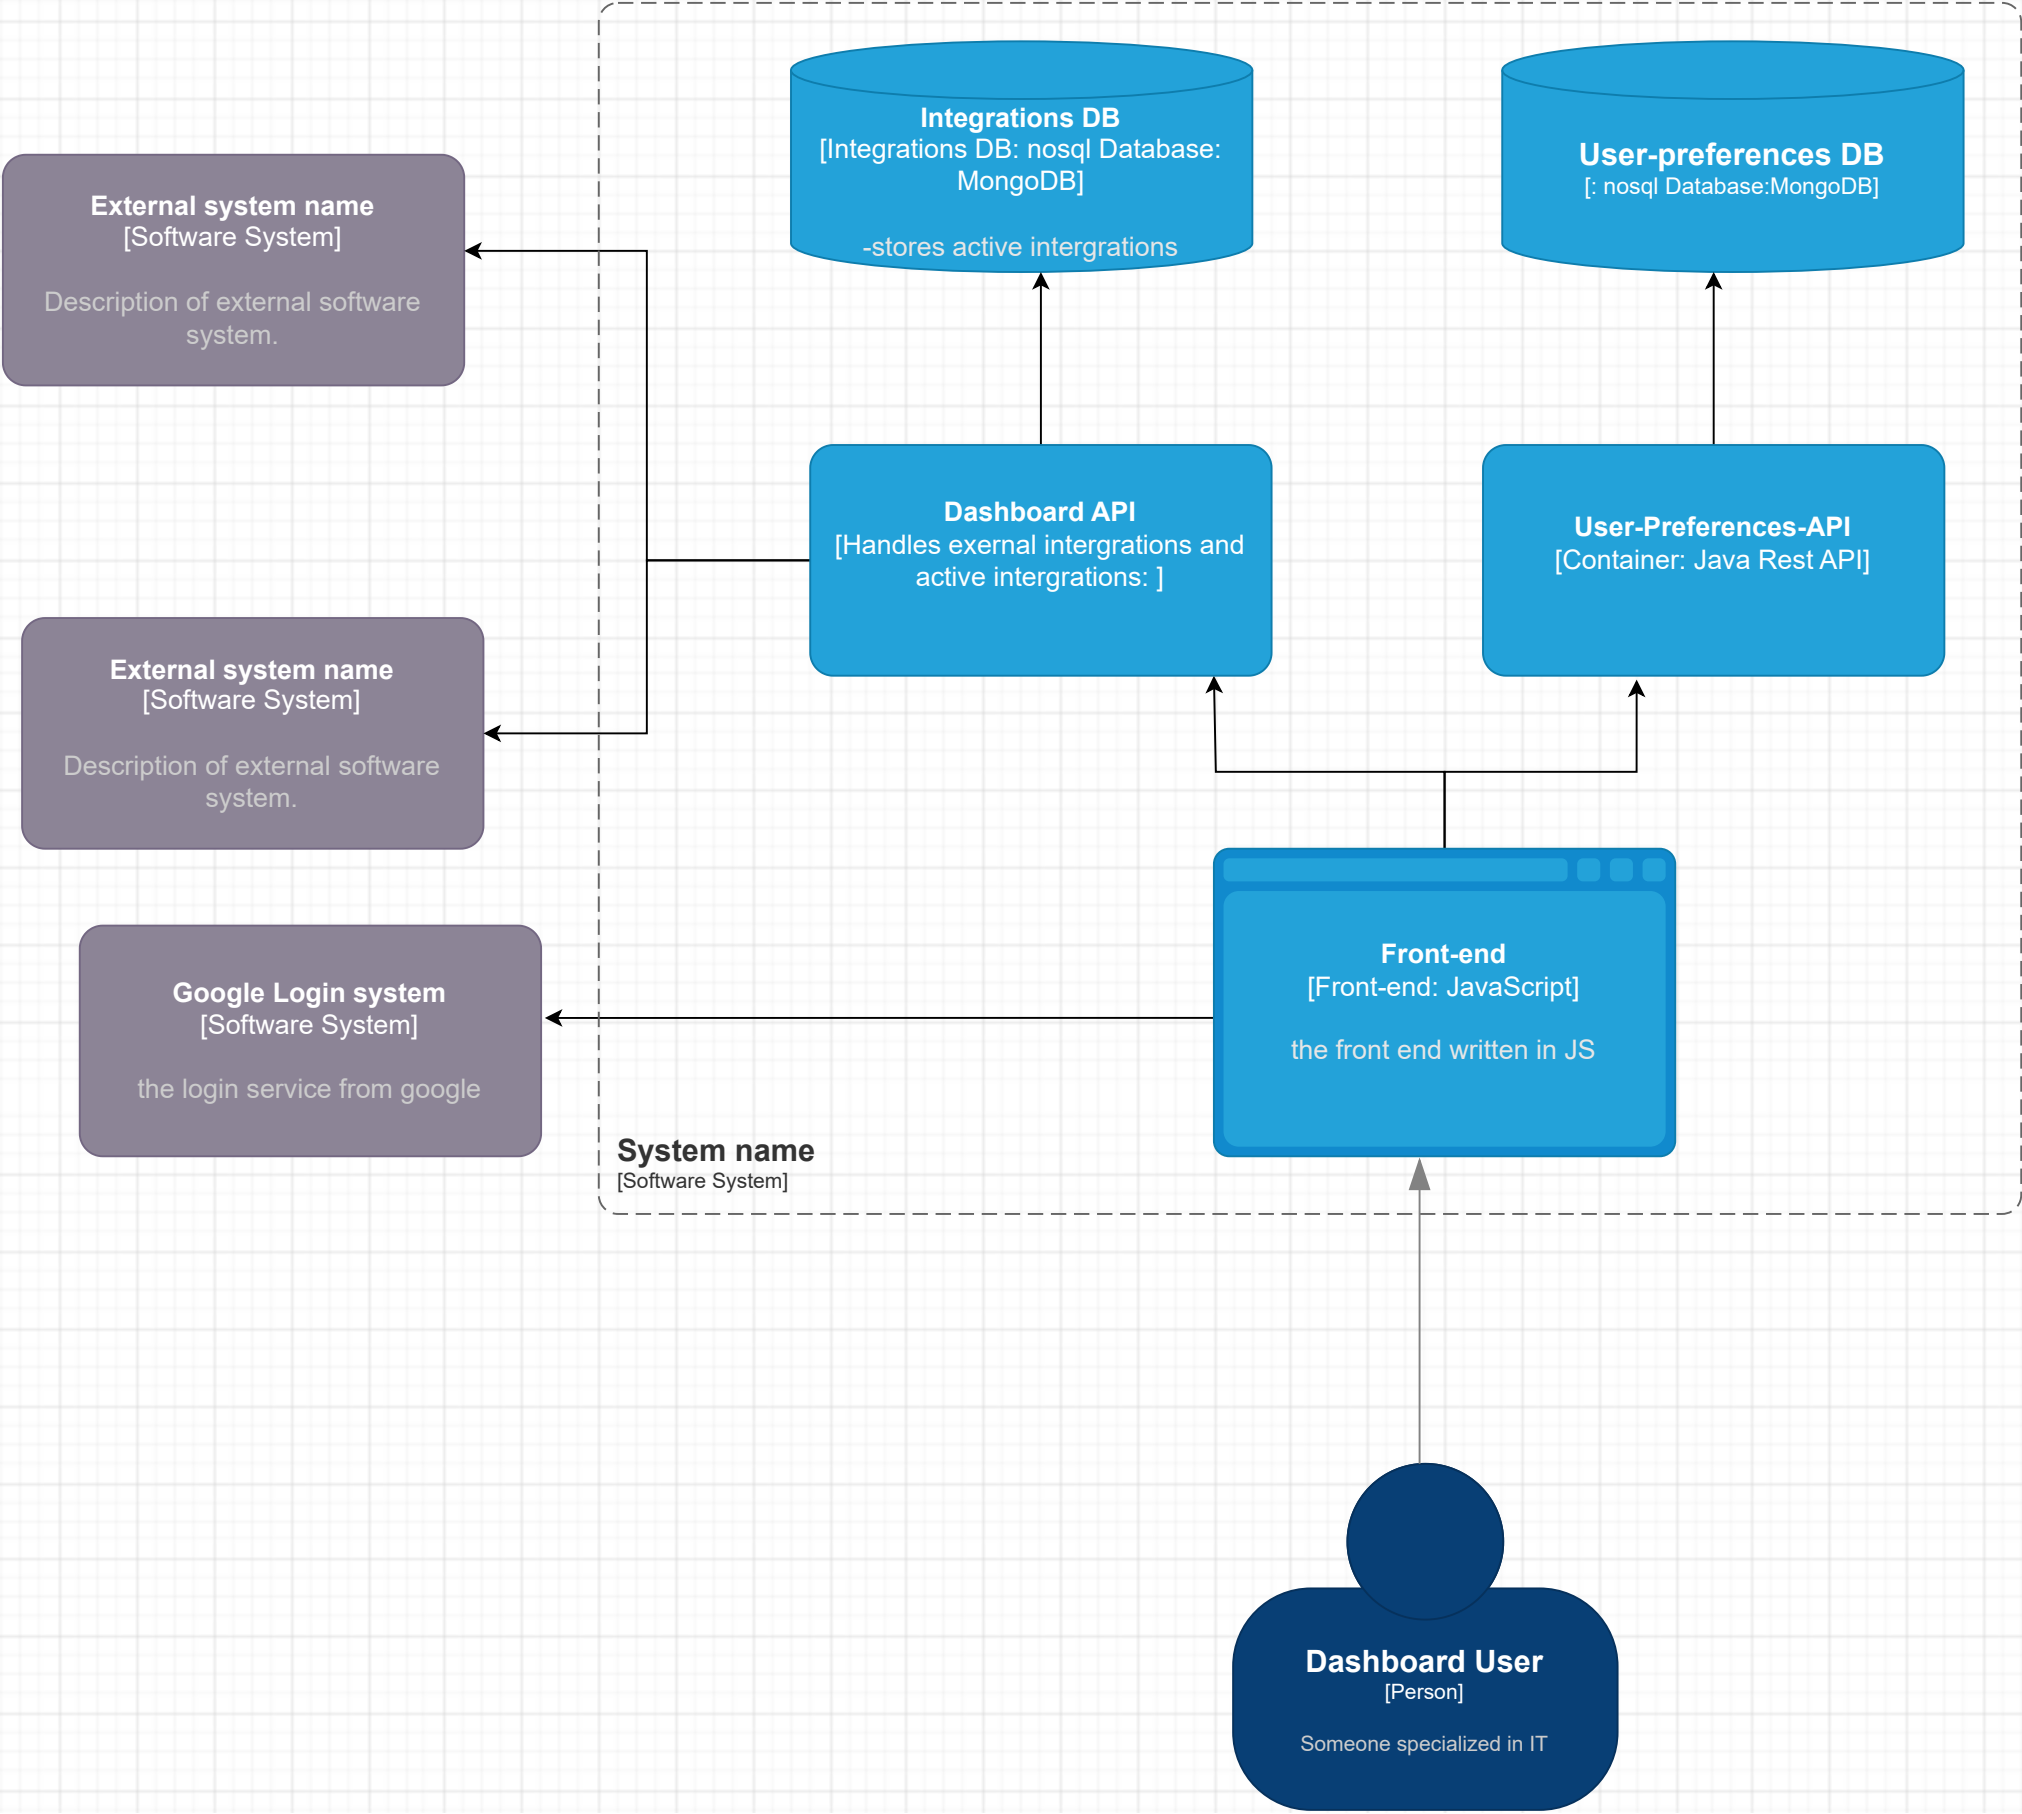 Integrations DB
[Integrations DB: nosql Database:
MongoDB]
-stores active intergrations
User-preferences DB
[: nosql Database:MongoDB]
External system name
[Software System]
Description of external software
system.
Dashboard API
[Handles exernal intergrations and
active intergrations: ]
User-Preferences-API
[Container: Java Rest API]
External system name
[Software System]
Description of external software
system.
Front-end
[Front-end: JavaScript]
the front end written in JS
Google Login system
[Software System]
the login service from google
System name
[Software System]
Dashboard User
[Person]
Someone specialized in IT